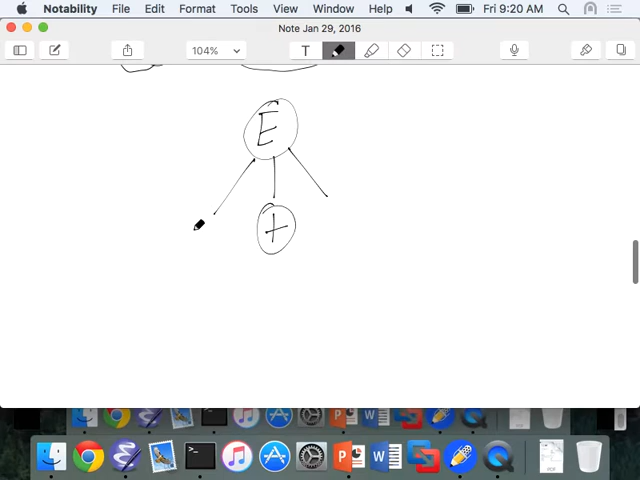 Notability File Edit Format Tools View Window Help Fri 9:20 AM
Note Jan 29, 2016
104% T
E
+